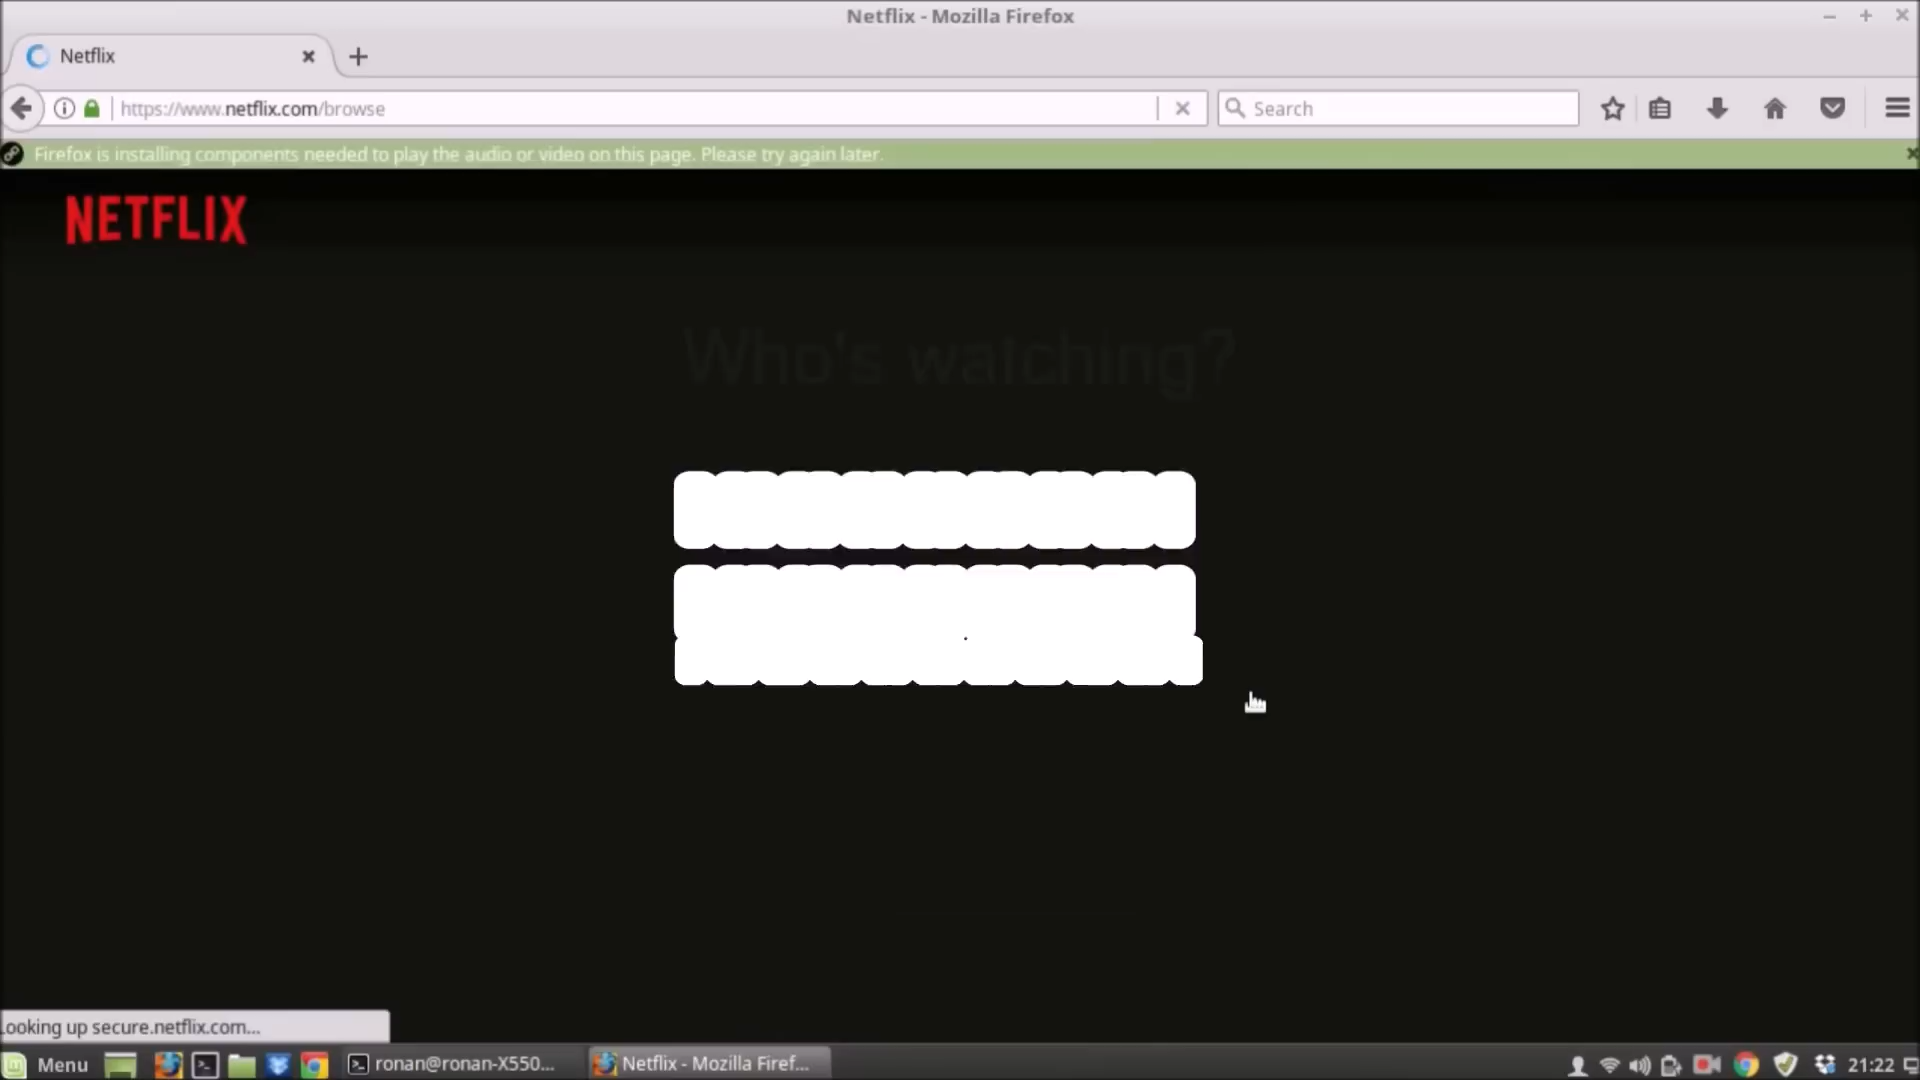 Netflix - Mozilla Firefox
Netflix
https://www.netflix.com/browse
Search
Firefox is installing components needed to play the audio or video on this page. Please try again later.
NETFLIX
Who's watching?
ooking up secure.netflix.com...
Menu
ronan@ronan-X550...
Netflix - Mozilla Firef...
21:22